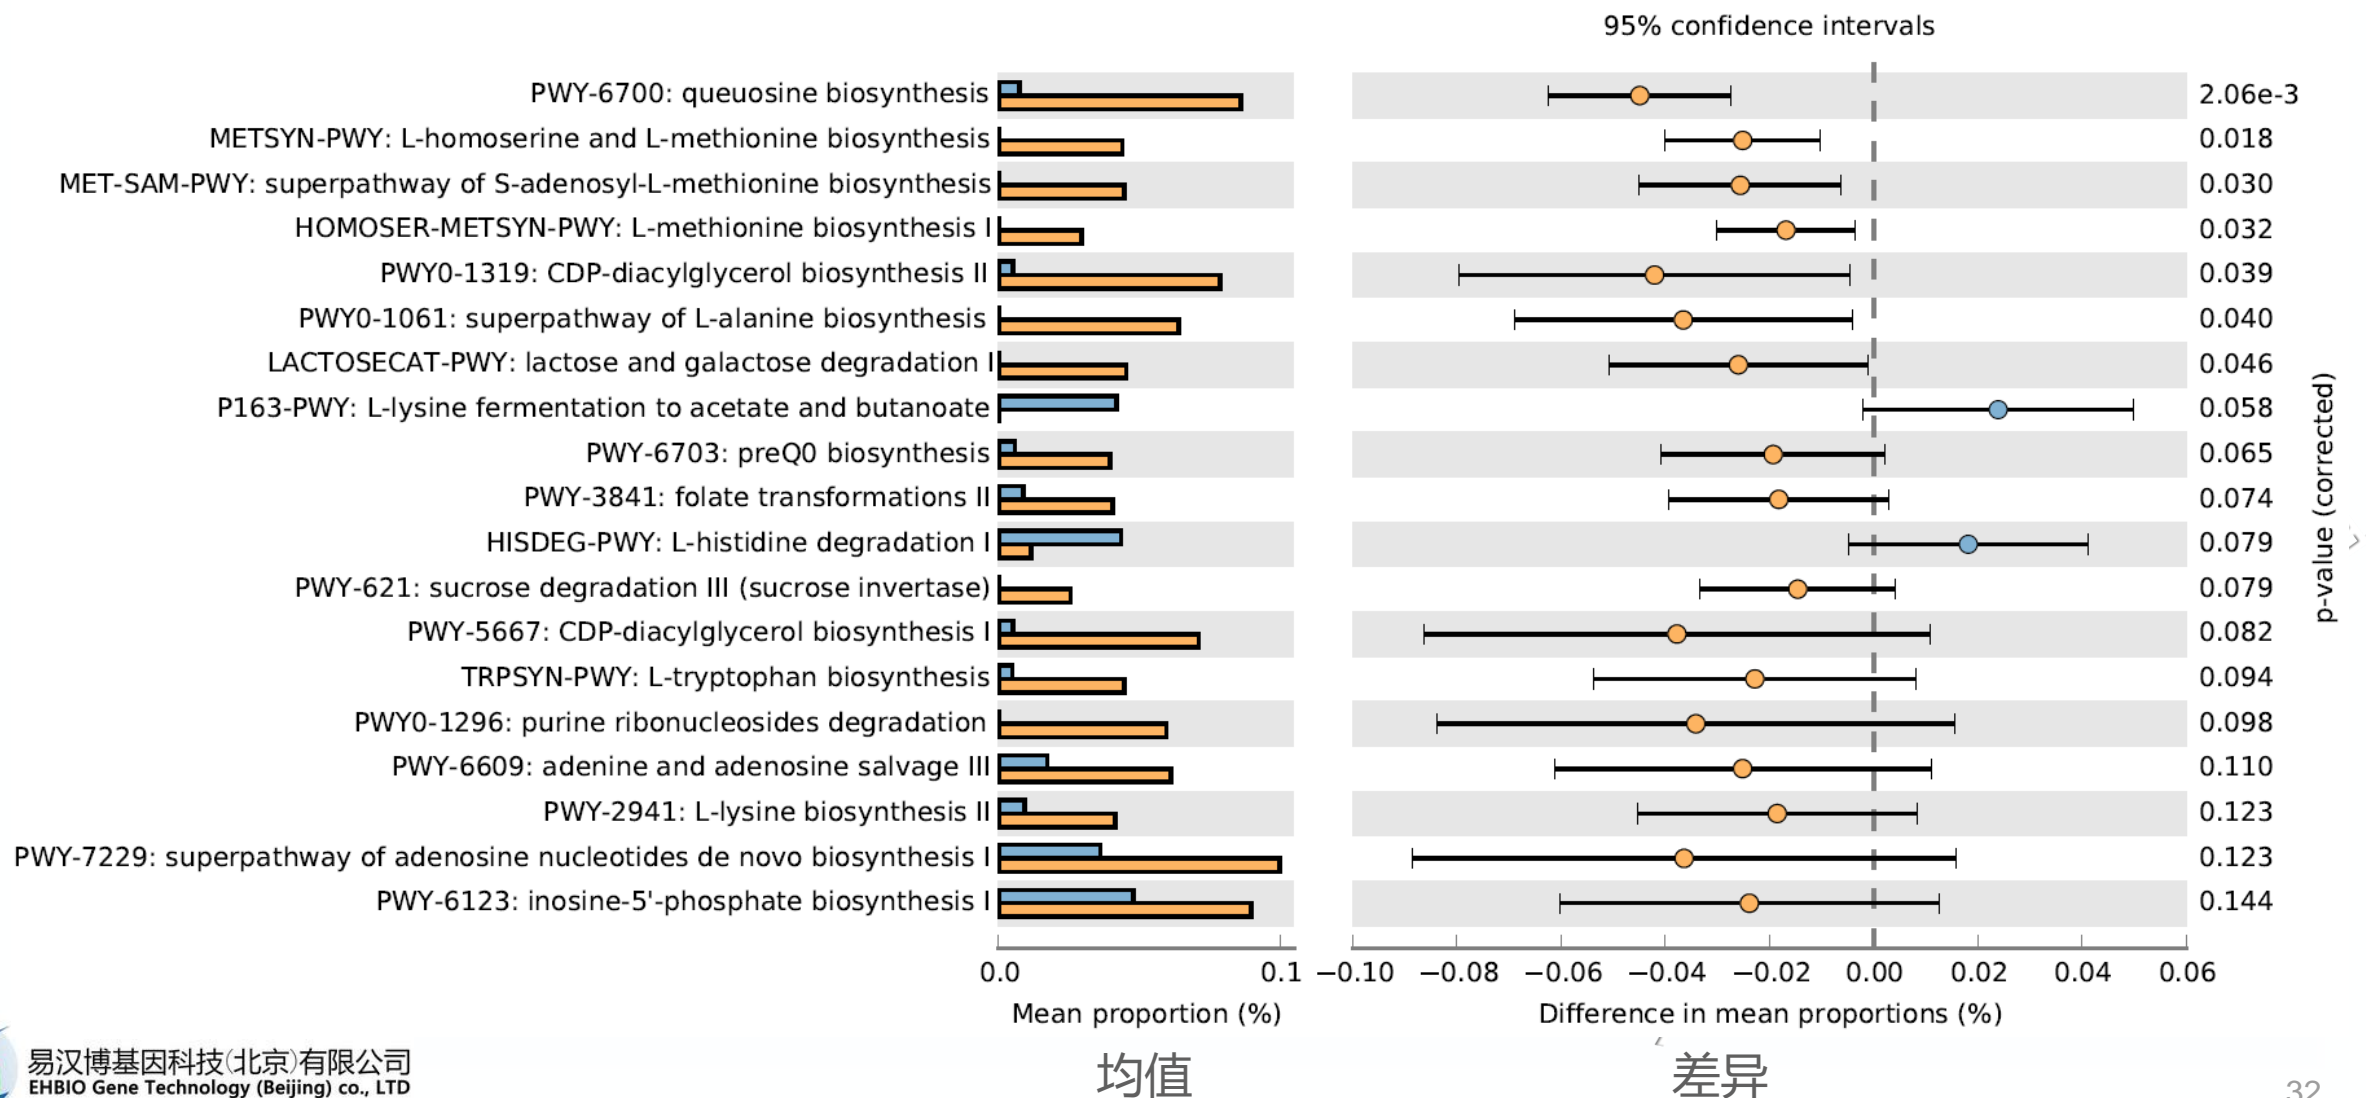 95% confidence intervals
PWY-6700: queuosine biosynthesis 2.06e-3
METSYN-PWY: L-homoserine and L-methionine biosynthesis 0.018
MET-SAM-PWY: superpathway of S-adenosyl-L-methionine biosynthesis 0.030
HOMOSER-METSYN-PWY: L-methionine biosynthesis I 0.032
PWY0-1319: CDP-diacylglycerol biosynthesis II 0.039
PWY0-1061: superpathway of L-alanine biosynthesis 0.040
LACTOSECAT-PWY: lactose and galactose degradation I 0.046
P163-PWY: L-lysine fermentation to acetate and butanoate 0.058
PWY-6703: preQ0 biosynthesis 0.065
PWY-3841: folate transformations II 0.074
HISDEG-PWY: L-histidine degradation I 0.079
PWY-621: sucrose degradation III (sucrose invertase) 0.079
PWY-5667: CDP-diacylglycerol biosynthesis I 0.082
TRPSYN-PWY: L-tryptophan biosynthesis 0.094
PWY0-1296: purine ribonucleosides degradation 0.098
PWY-6609: adenine and adenosine salvage III 0.110
PWY-2941: L-lysine biosynthesis II 0.123
PWY-7229: superpathway of adenosine nucleotides de novo biosynthesis I 0.123
PWY-6123: inosine-5'-phosphate biosynthesis I 0.144
p-value (corrected)
0.0 0.1 −0.10 −0.08 −0.06 −0.04 −0.02 0.00 0.02 0.04 0.06
Mean proportion (%) Difference in mean proportions (%)
均值 差异
易汉博基因科技(北京)有限公司
EHBIO Gene Technology (Beijing) co., LTD
32